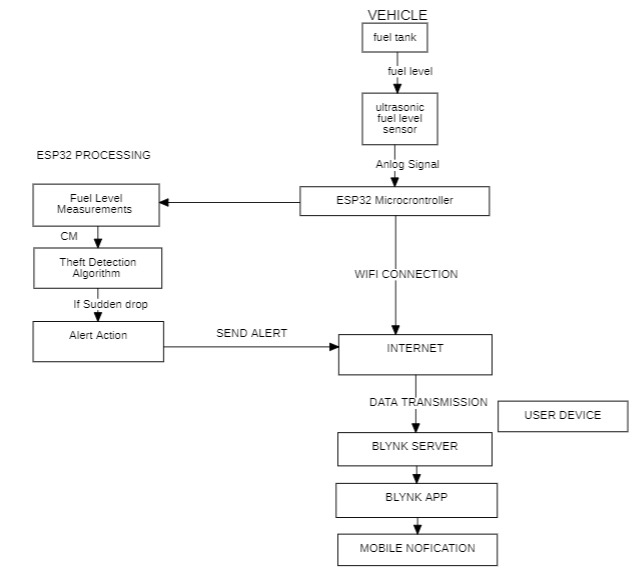 VEHICLE
fuel tank
fuel level
ultrasonic
fuel level
sensor
Anlog Signal
ESP32 PROCESSING
ESP32 Microcrontroller
Fuel Level
Measurements
CM
Theft Detection
Algorithm
WIFI CONNECTION
If Sudden drop
Alert Action
SEND ALERT
INTERNET
DATA TRANSMISSION
USER DEVICE
BLYNK SERVER
BLYNK APP
MOBILE NOFICATION